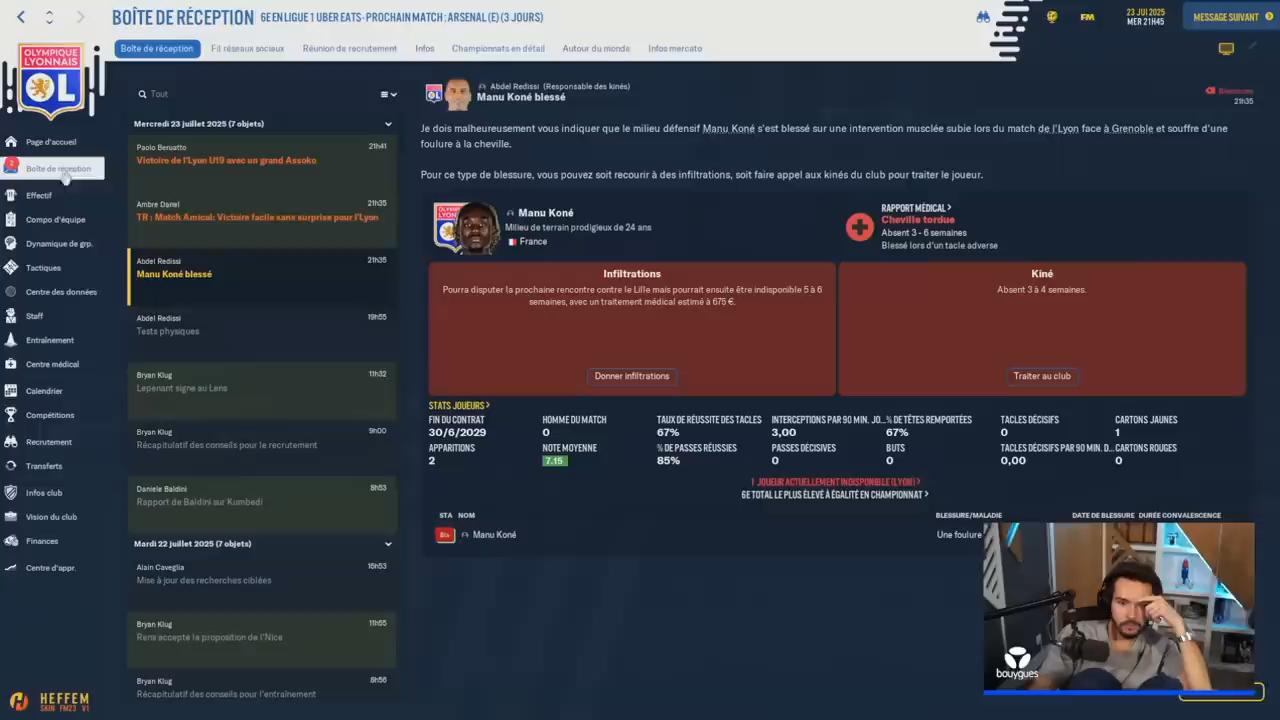 BOÎTE DE RÉCEPTION
6E EN LIGUE 1 UBER EATS - PROCHAIN MATCH : ARSENAL (E) (3 JOURS)
FM
23 JUI 2025
MER 21H45
MESSAGE SUIVANT
Boîte de réception
Fil réseaux sociaux
Réunion de recrutement
Infos
Championnats en détail
Autour du monde
Infos mercato
OLYMPIQUE
LYONNAIS
OL
Page d'accueil
2
Boîte de réception
Effectif
Compo d'équipe
Dynamique de grp.
Tactiques
Centre des données
Staff
Entraînement
Centre médical
Calendrier
Compétitions
Recrutement
Transferts
Infos club
Vision du club
Finances
Centre d'appr.
HEFFEM
SKIN FM23 V1
Tout
Mercredi 23 juillet 2025 (7 objets)
Paolo Beruatto
21h41
Victoire de l'Lyon U19 avec un grand Assoko
Ambre Darrel
21h35
TR : Match Amical: Victoire facile sans surprise pour l'Lyon
Abdel Redissi
21h35
Manu Koné blessé
Abdel Redissi
19h55
Tests physiques
Bryan Klug
11h32
Lepenant signe au Lens
Bryan Klug
9h00
Récapitulatif des conseils pour le recrutement
Daniele Baldini
8h53
Rapport de Baldini sur Kumbedi
Mardi 22 juillet 2025 (7 objets)
Alain Caveglia
16h53
Mise à jour des recherches ciblées
Bryan Klug
11h55
Rens accepte la proposition de l'Nice
Bryan Klug
8h56
Récapitulatif des conseils pour l'entraînement
Abdel Redissi (Responsable des kinés)
Manu Koné blessé
Blessures
21h35
Je dois malheureusement vous indiquer que le milieu défensif Manu Koné s'est blessé sur une intervention musclée subie lors du match de l'Lyon face à Grenoble et souffre d'une
foulure à la cheville.
Pour ce type de blessure, vous pouvez soit recourir à des infiltrations, soit faire appel aux kinés du club pour traiter le joueur.
Manu Koné
Milieu de terrain prodigieux de 24 ans
France
RAPPORT MÉDICAL >
Cheville tordue
Absent 3 - 6 semaines
Blessé lors d'un tacle adverse
Infiltrations
Pourra disputer la prochaine rencontre contre le Lille mais pourrait ensuite être indisponible 5 à 6
semaines, avec un traitement médical estimé à 675 €.
Donner infiltrations
Kiné
Absent 3 à 4 semaines.
Traiter au club
STATS JOUEURS >
FIN DU CONTRAT
HOMME DU MATCH
TAUX DE RÉUSSITE DES TACLES
INTERCEPTIONS PAR 90 MIN. JO...
% DE TÊTES REMPORTÉES
TACLES DÉCISIFS
CARTONS JAUNES
30/6/2029
0
67%
3,00
67%
0
1
APPARITIONS
NOTE MOYENNE
% DE PASSES RÉUSSIES
PASSES DÉCISIVES
BUTS
TACLES DÉCISIFS PAR 90 MIN. D...
CARTONS ROUGES
2
7.15
85%
0
0
0,00
0
1 JOUEUR ACTUELLEMENT INDISPONIBLE (LYON) >
6E TOTAL LE PLUS ÉLEVÉ À ÉGALITÉ EN CHAMPIONNAT >
STA
NOM
BLESSURE/MALADIE
DATE DE BLESSURE
DURÉE CONVALESCENCE
Bls
Manu Koné
Une foulure
bouygues